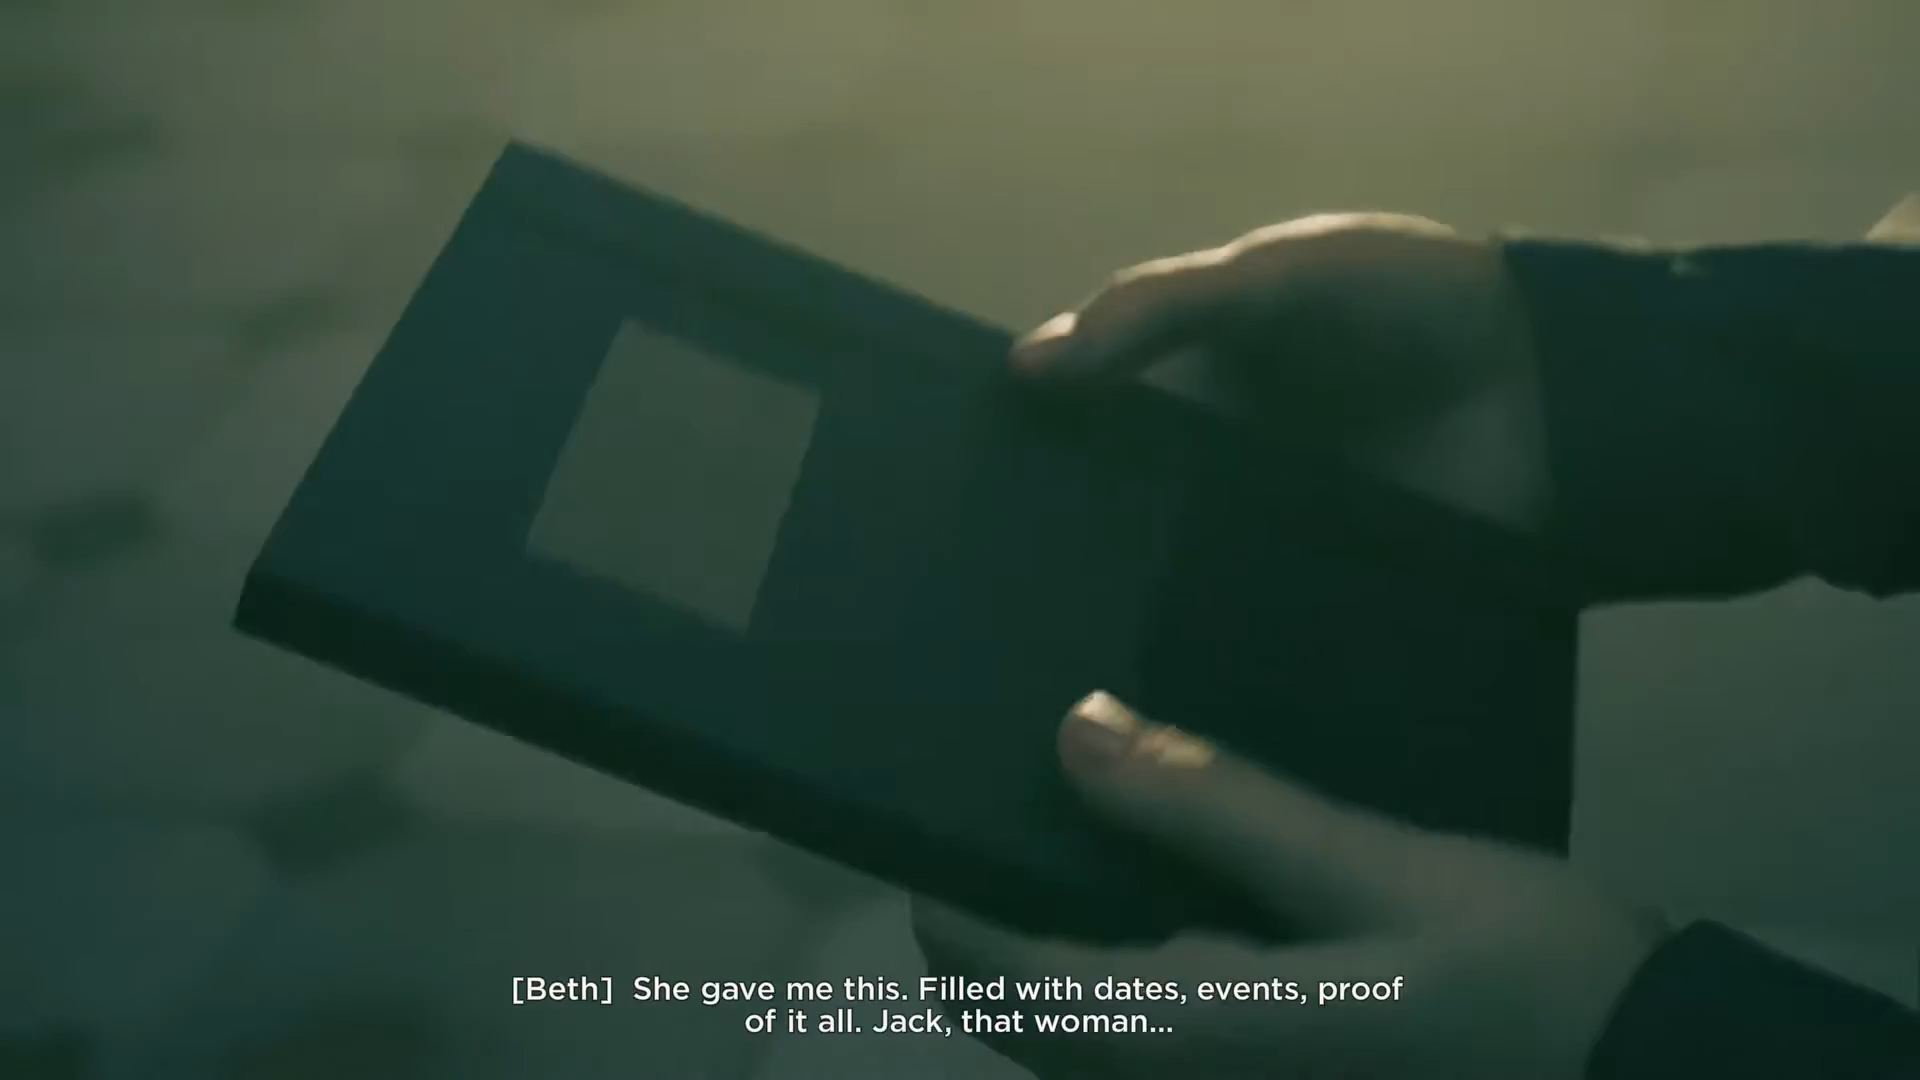 [Beth] She gave me this. Filled with dates, events, proof
of it all. Jack, that woman...